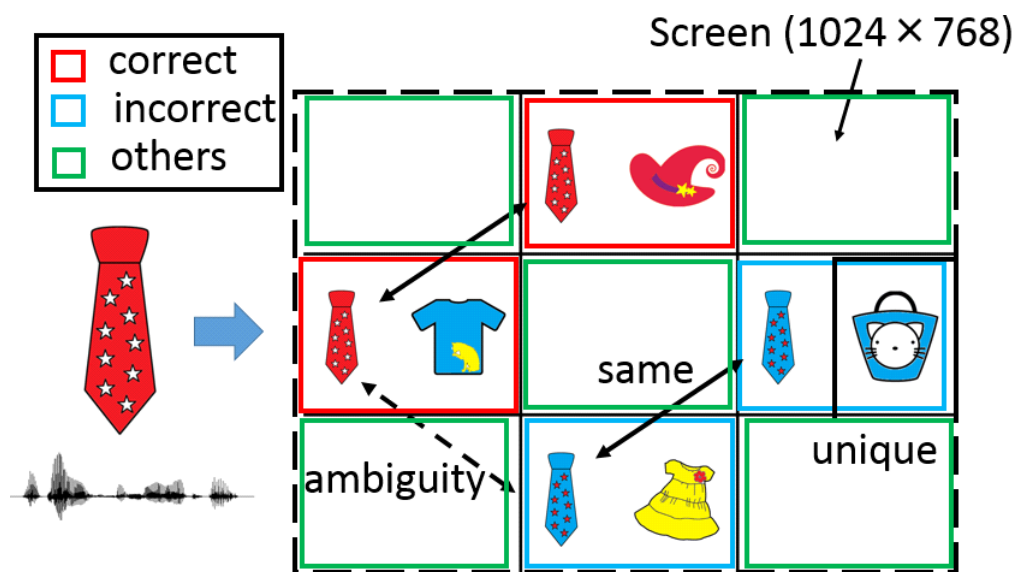 Screen (1024 × 768)
correct
incorrect
others
same
ambiguity
unique